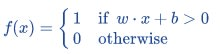 f(x) = { 1 if w · x + b > 0
0 otherwise